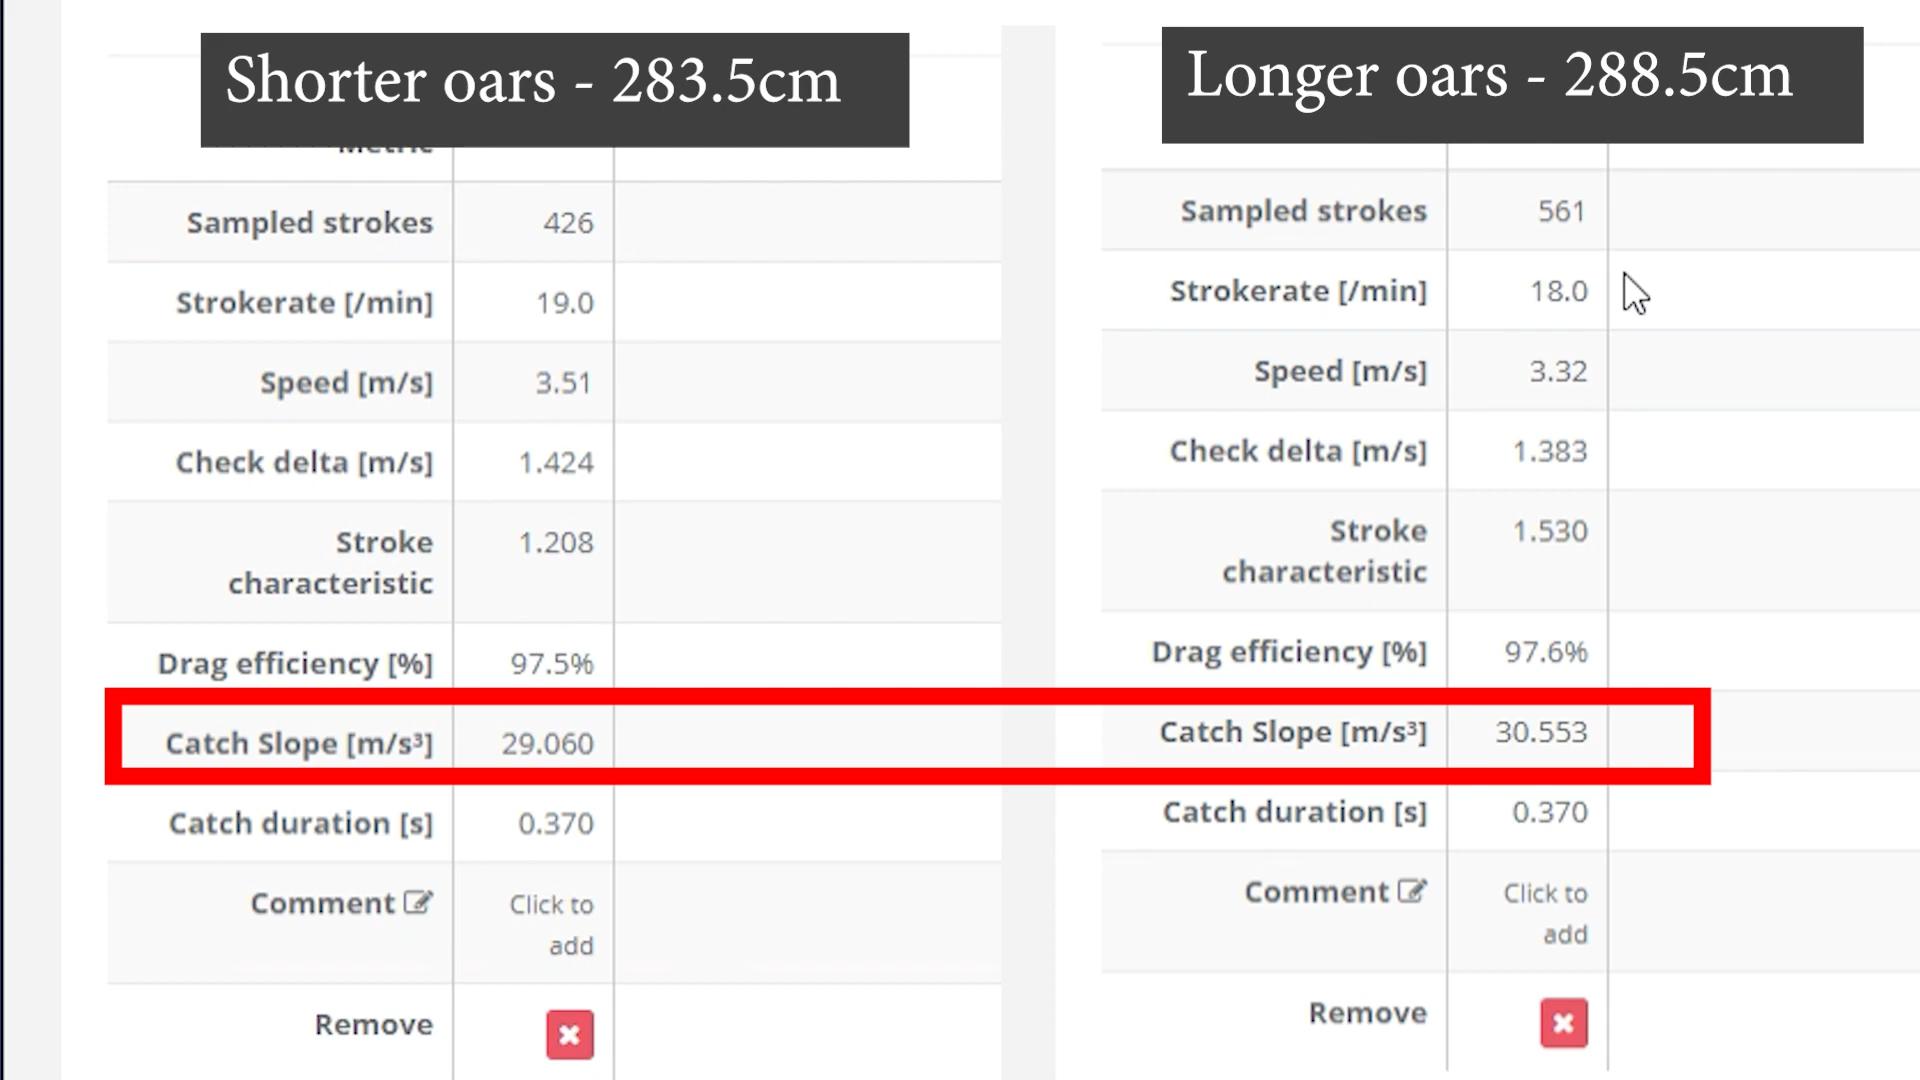 Shorter oars - 283.5cm
Metric
Sampled strokes 426
Strokerate [/min] 19.0
Speed [m/s] 3.51
Check delta [m/s] 1.424
Stroke 1.208
characteristic
Drag efficiency [%] 97.5%
Catch Slope [m/s³] 29.060
Catch duration [s] 0.370
Comment Click to
add
Remove
Longer oars - 288.5cm
Sampled strokes 561
Strokerate [/min] 18.0
Speed [m/s] 3.32
Check delta [m/s] 1.383
Stroke 1.530
characteristic
Drag efficiency [%] 97.6%
Catch Slope [m/s³] 30.553
Catch duration [s] 0.370
Comment Click to
add
Remove